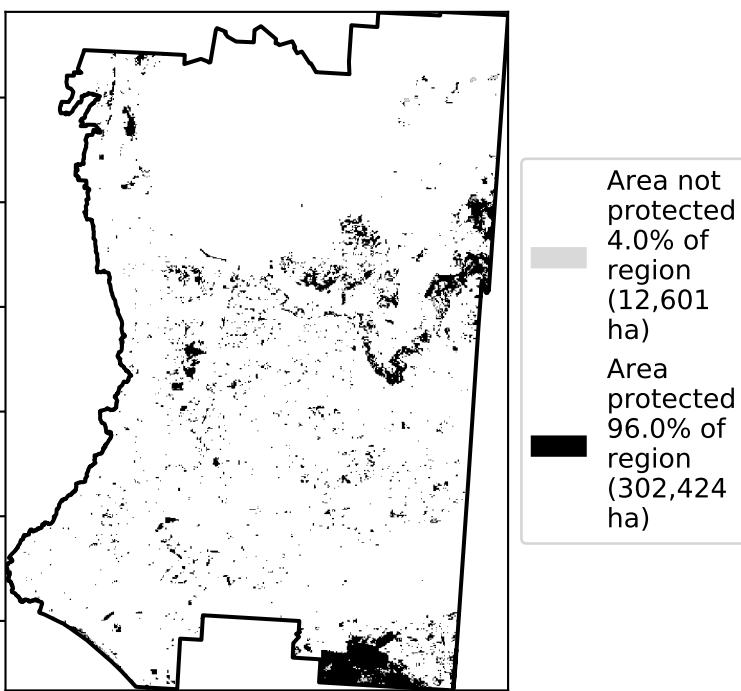 Area not
protected
4.0% of
region
(12,601
ha)
Area
protected
96.0% of
region
(302,424
ha)